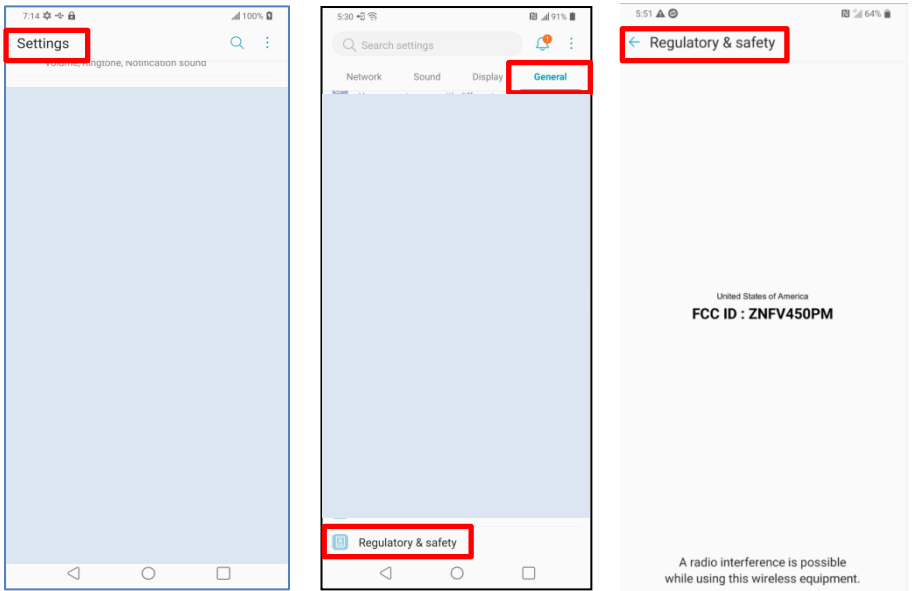 7:14
100%
Settings
Volume, ringtone, Notification sound
5:30
91%
Search settings
1
Network Sound Display General
Regulatory & safety
5:51
64%
Regulatory & safety
United States of America
FCC ID : ZNFV450PM
A radio interference is possible
while using this wireless equipment.